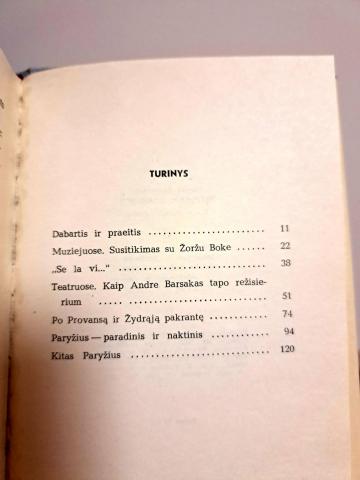 TURINYS
Dabartis ir praeitis ........................ 11
Muziejuose. Susitikimas su Žoržu Boke ...... 22
„Se la vi...“ .............................. 38
Teatruose. Kaip Andre Barsakas tapo režisie-
rium ..... ............................ 51
Po Provansą ir Žydrąją pakrantę ............ 74
Paryžius — paradinis ir naktinis ............. 94
Kitas Paryžius ............................ 120